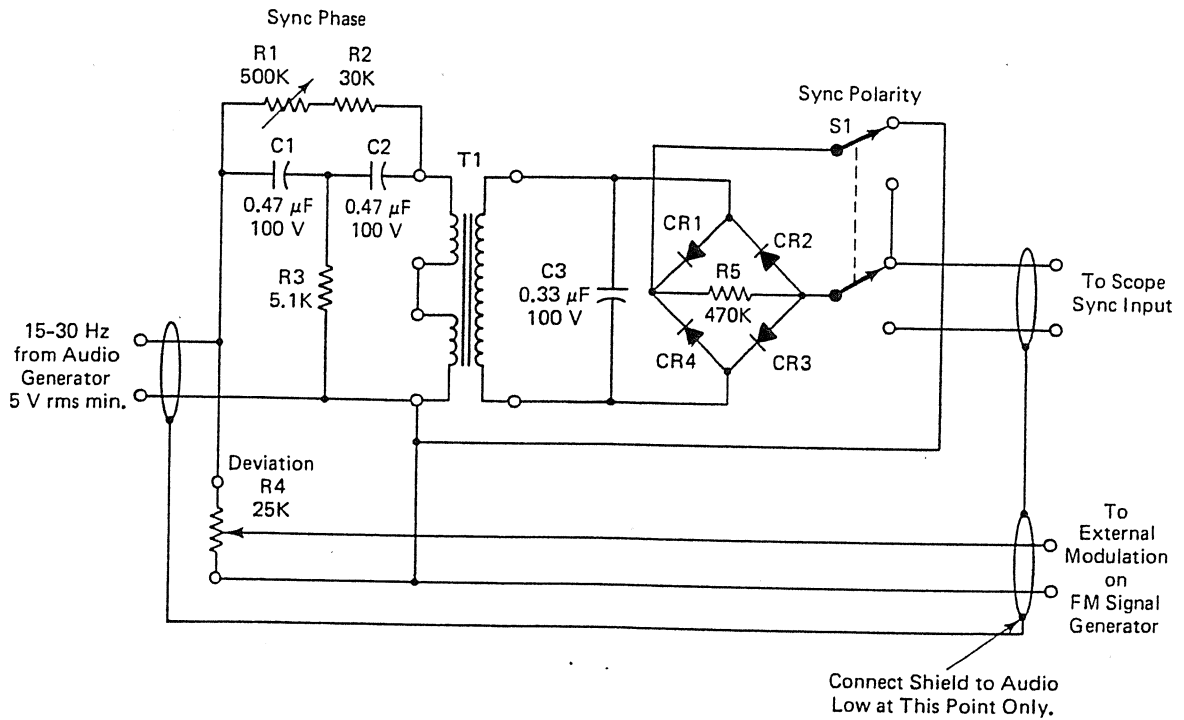 Sync Phase
R1
500K
R2
30K
C1
0.47 µF
100 V
C2
0.47 µF
100 V
T1
R3
5.1K
15-30 Hz
from Audio
Generator
5 V rms min.
Deviation
R4
25K
C3
0.33 µF
100 V
CR1
CR2
R5
470K
CR4
CR3
Sync Polarity
S1
To Scope
Sync Input
To
External
Modulation
on
FM Signal
Generator
Connect Shield to Audio
Low at This Point Only.